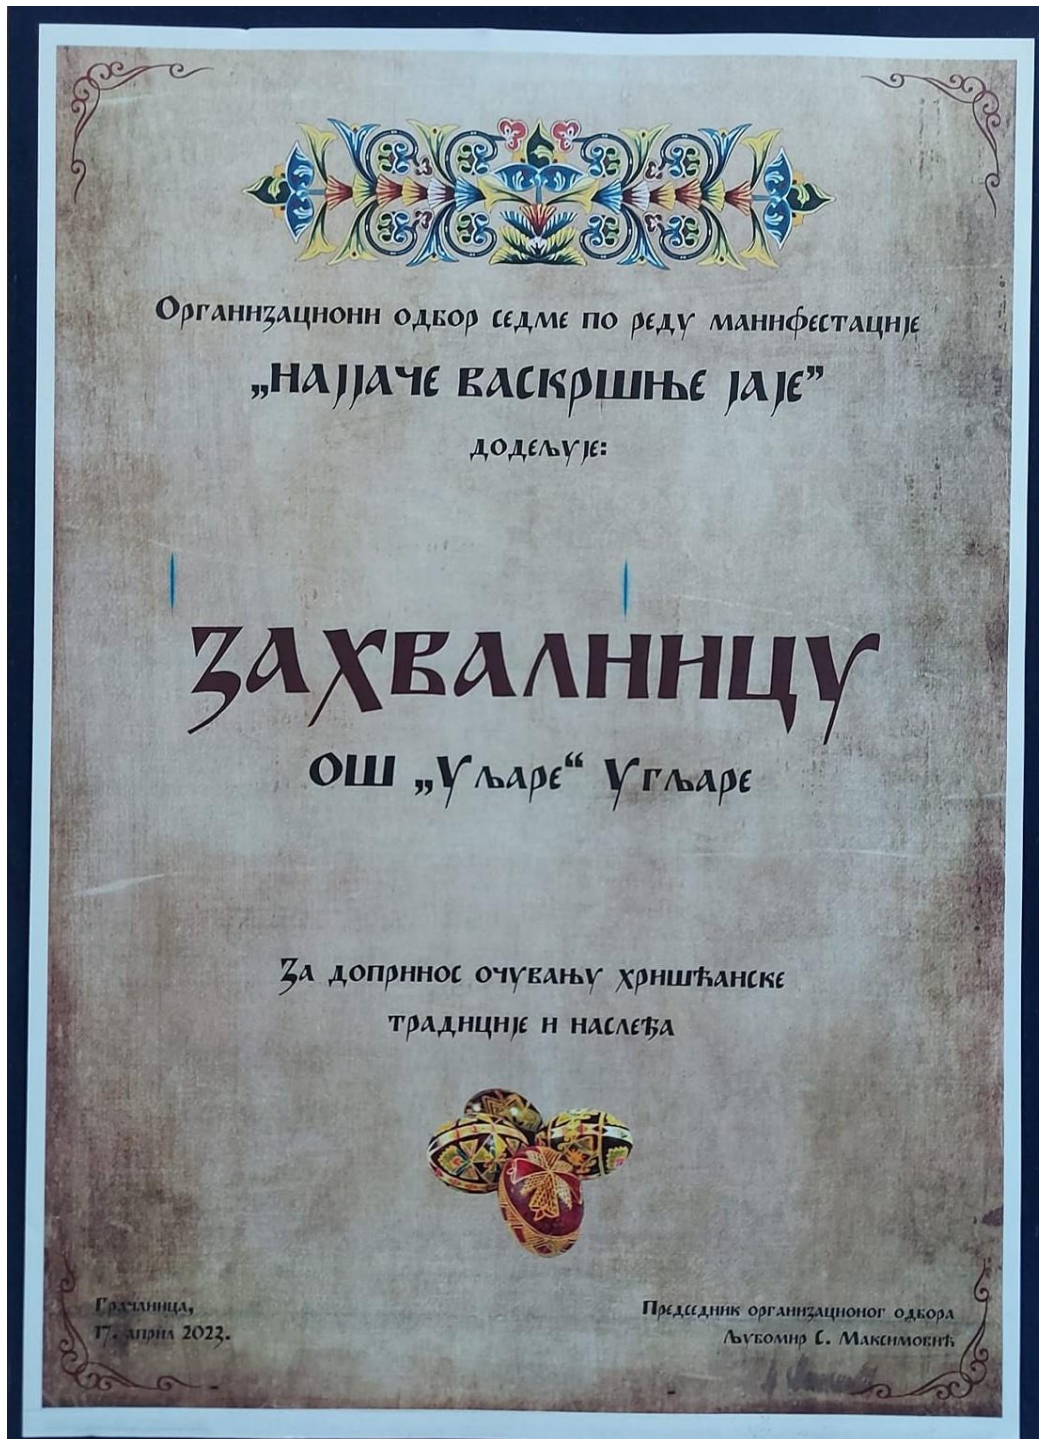 Организациони одбор седме по реду манифестације
„НАЈЈАЧЕ ВАСКРШЊЕ ЈАЈЕ”
додељује:
ЗАХВАЛНИЦУ
ОШ „Уљаре“ Угљаре
За допринос очувању хришћанске
традиције и наслеђа
Грачаница,
17. април 2023.
Председник организационог одбора
Љубомир С. Максимовић